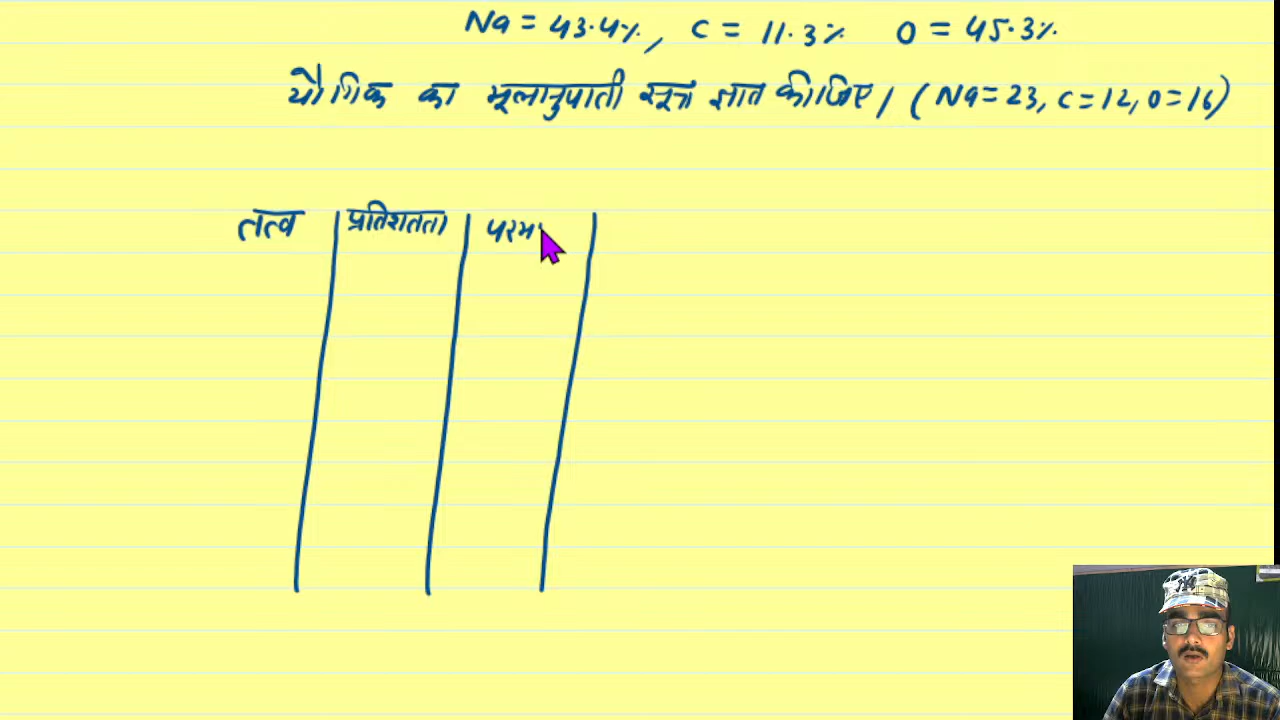 Na = 43.4%, C = 11.3% O = 45.3%
यौगिक का मूलानुपाती सूत्र ज्ञात कीजिए। (Na=23, C=12, O=16)
तत्व प्रतिशतता परम